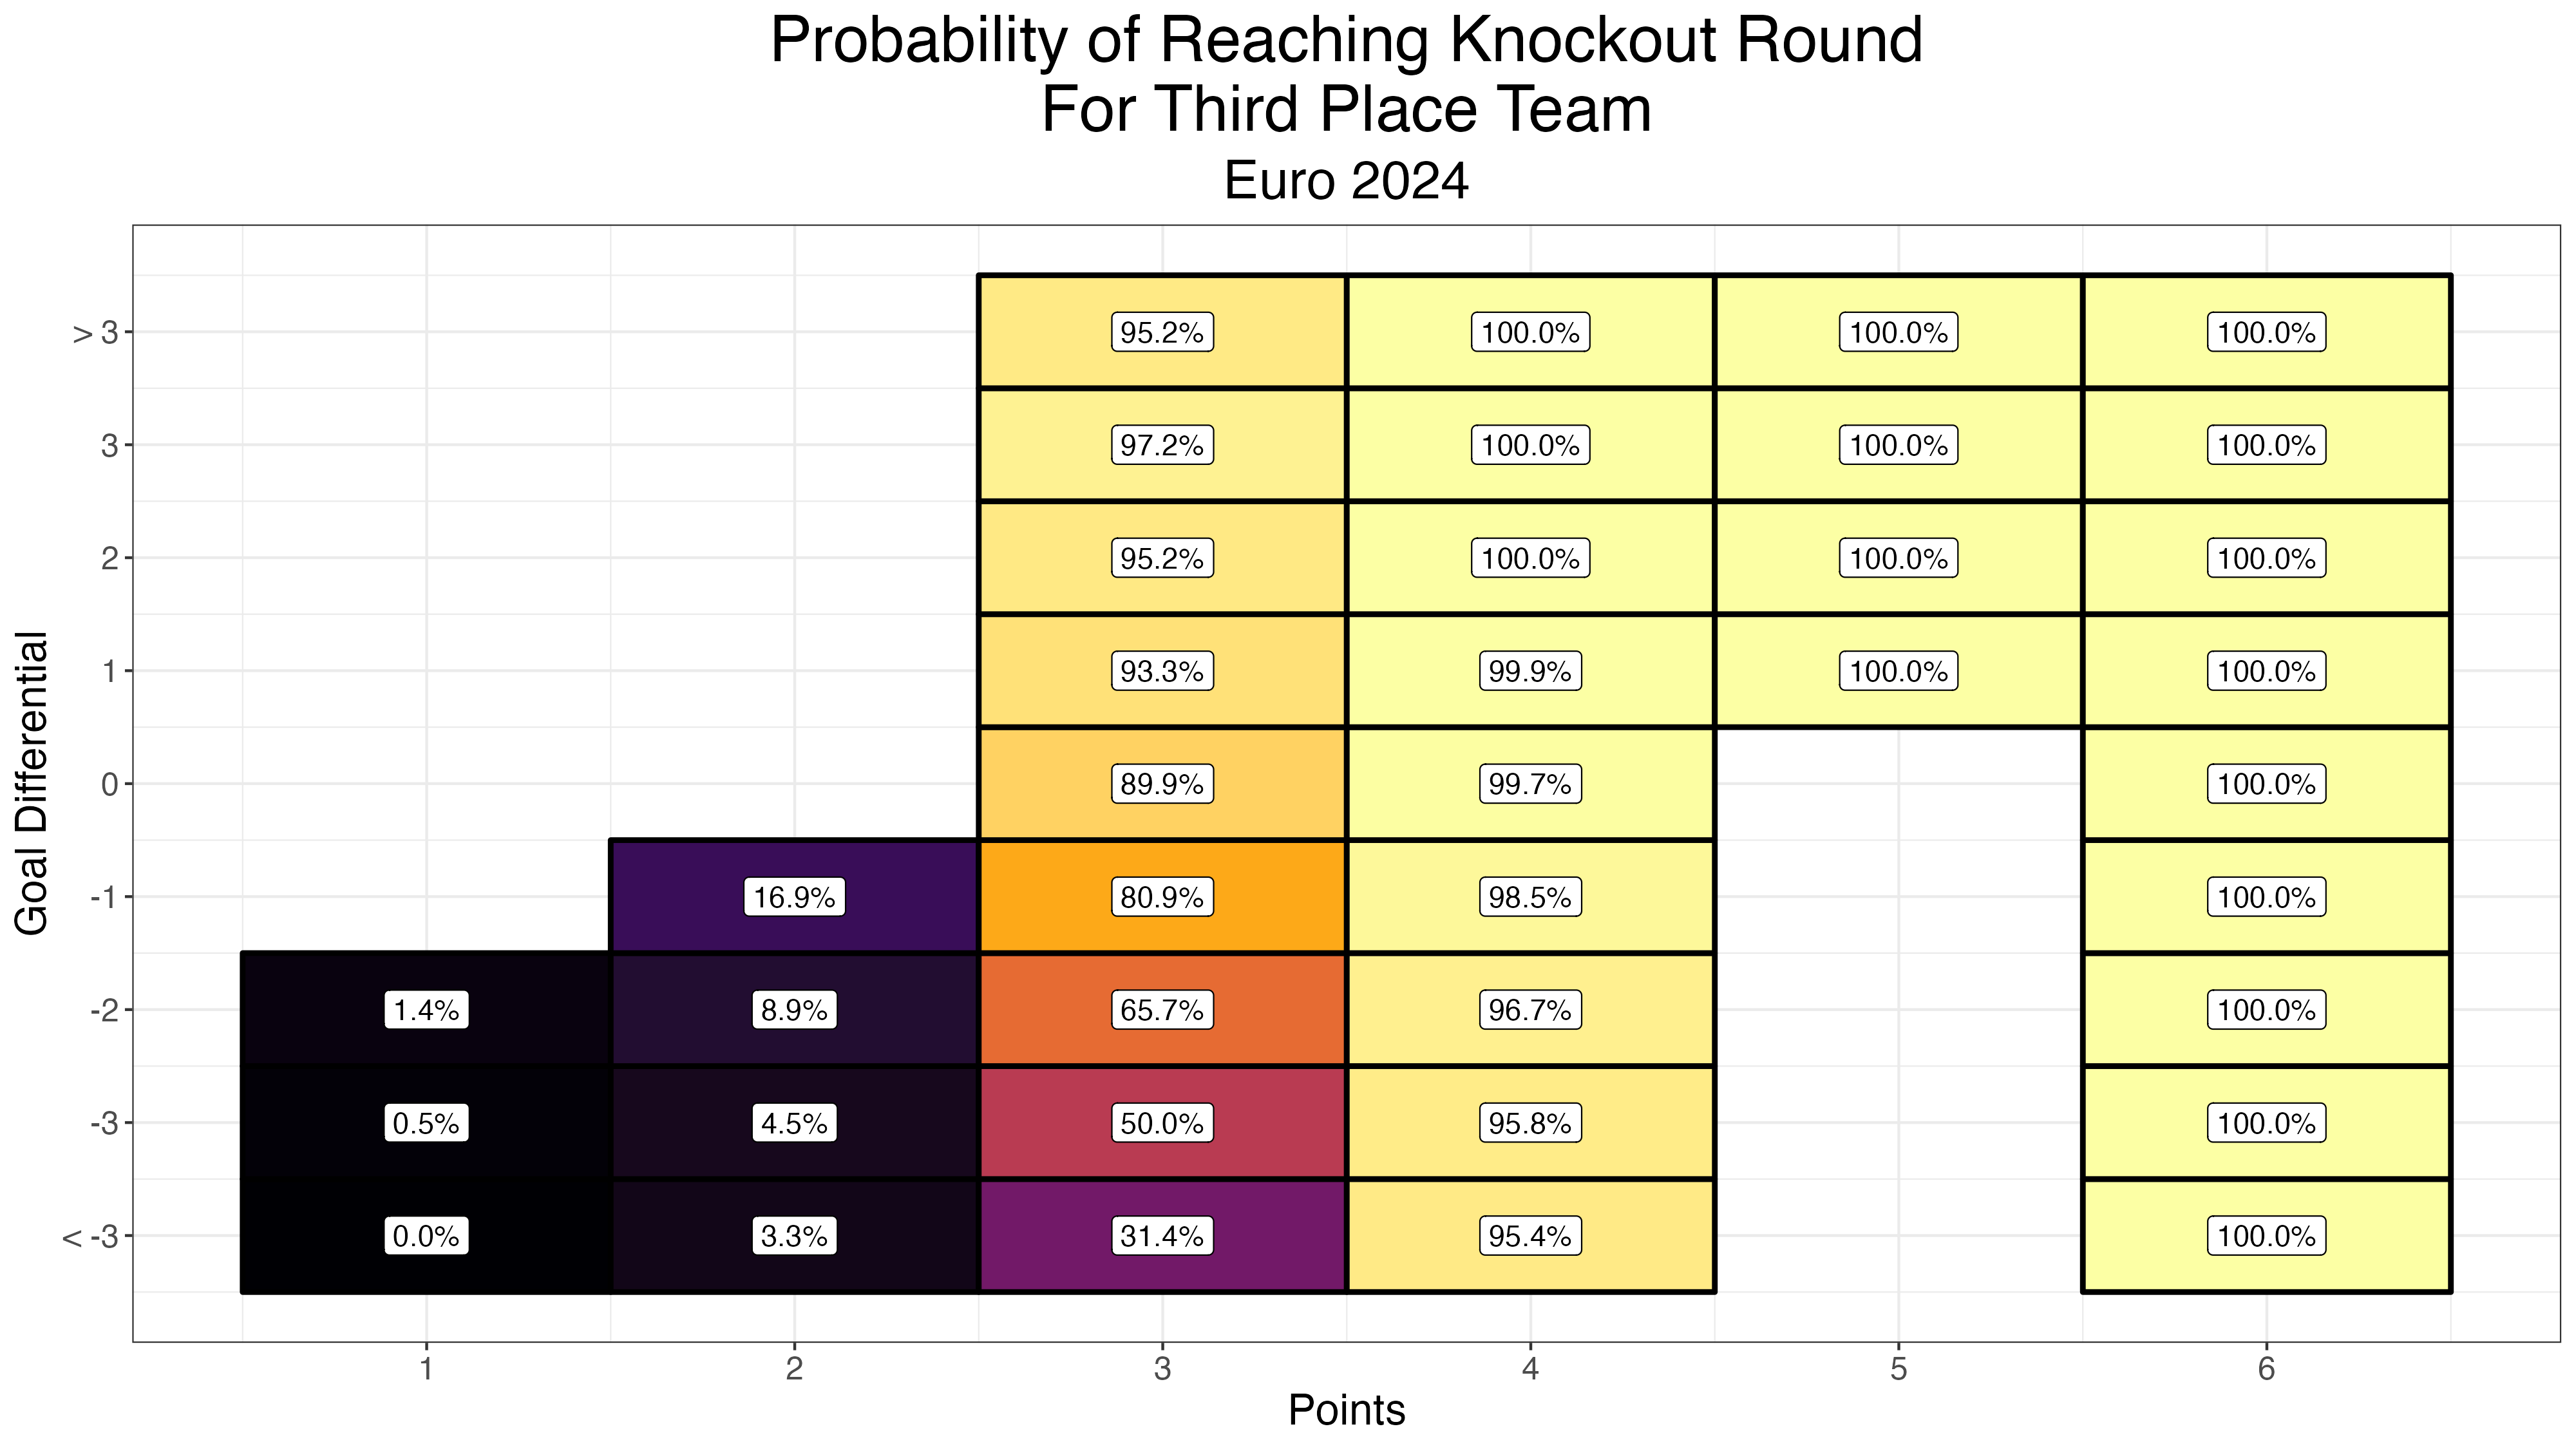 Probability of Reaching Knockout Round
For Third Place Team
Euro 2024
Goal Differential
> 3 95.2% 100.0% 100.0% 100.0%
3 97.2% 100.0% 100.0% 100.0%
2 95.2% 100.0% 100.0% 100.0%
1 93.3% 99.9% 100.0% 100.0%
0 89.9% 99.7% 100.0%
-1 16.9% 80.9% 98.5% 100.0%
-2 1.4% 8.9% 65.7% 96.7% 100.0%
-3 0.5% 4.5% 50.0% 95.8% 100.0%
< -3 0.0% 3.3% 31.4% 95.4% 100.0%
1 2 3 4 5 6
Points